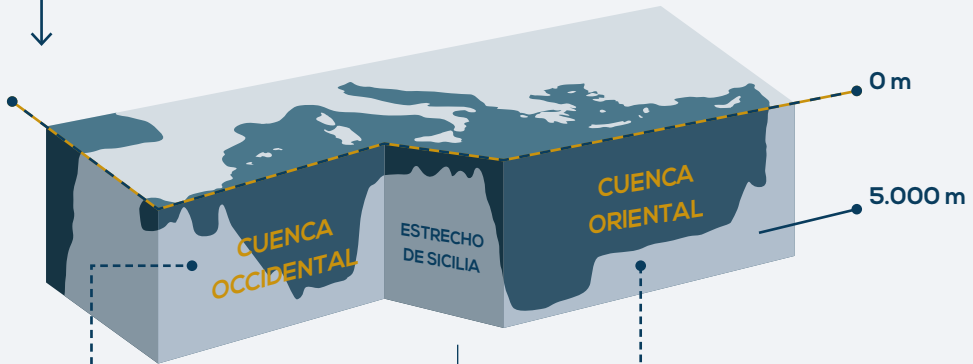 0 m
5.000 m
CUENCA
OCCIDENTAL
ESTRECHO
DE SICILIA
CUENCA
ORIENTAL